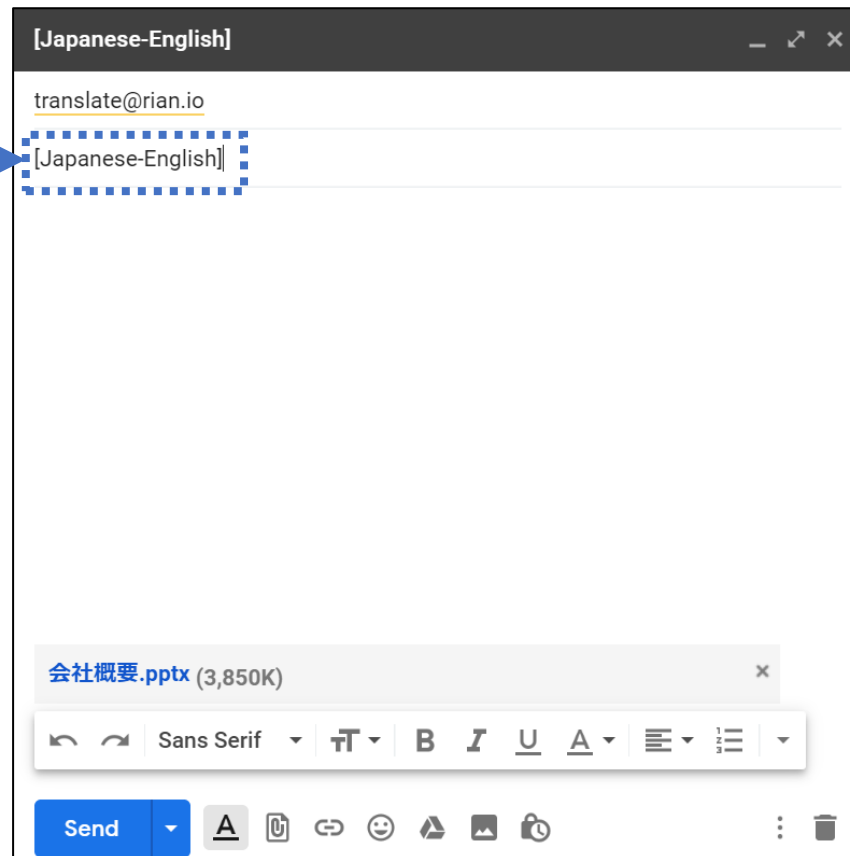 [Japanese-English]
translate@rian.io
[Japanese-English]
会社概要.pptx (3,850K)
Sans Serif
Send